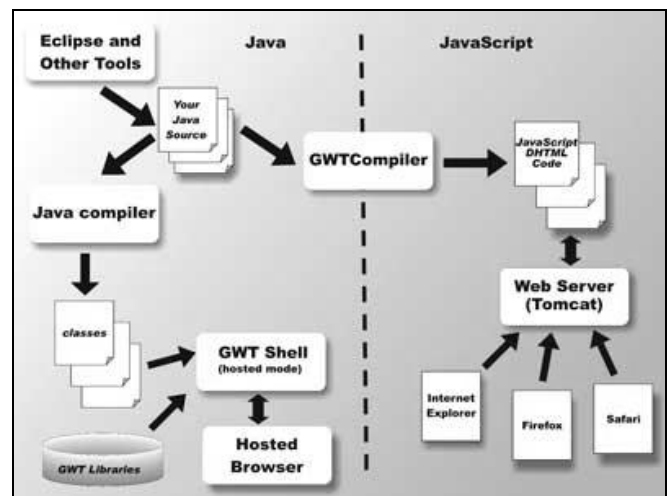 Eclipse and
Other Tools
Java
JavaScript
Your
Java
Source
GWTCompiler
JavaScript
DHTML
Code
Java compiler
Web Server
(Tomcat)
classes
GWT Shell
(hosted mode)
Internet
Explorer
Firefox
Safari
GWT Libraries
Hosted
Browser